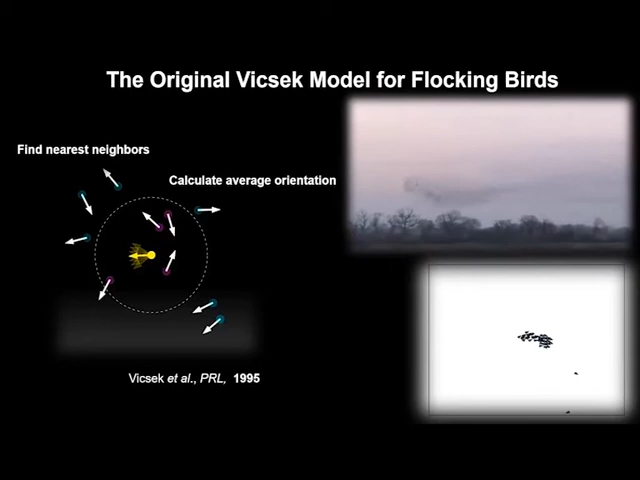 The Original Vicsek Model for Flocking Birds
Find nearest neighbors
Calculate average orientation
Vicsek et al., PRL, 1995